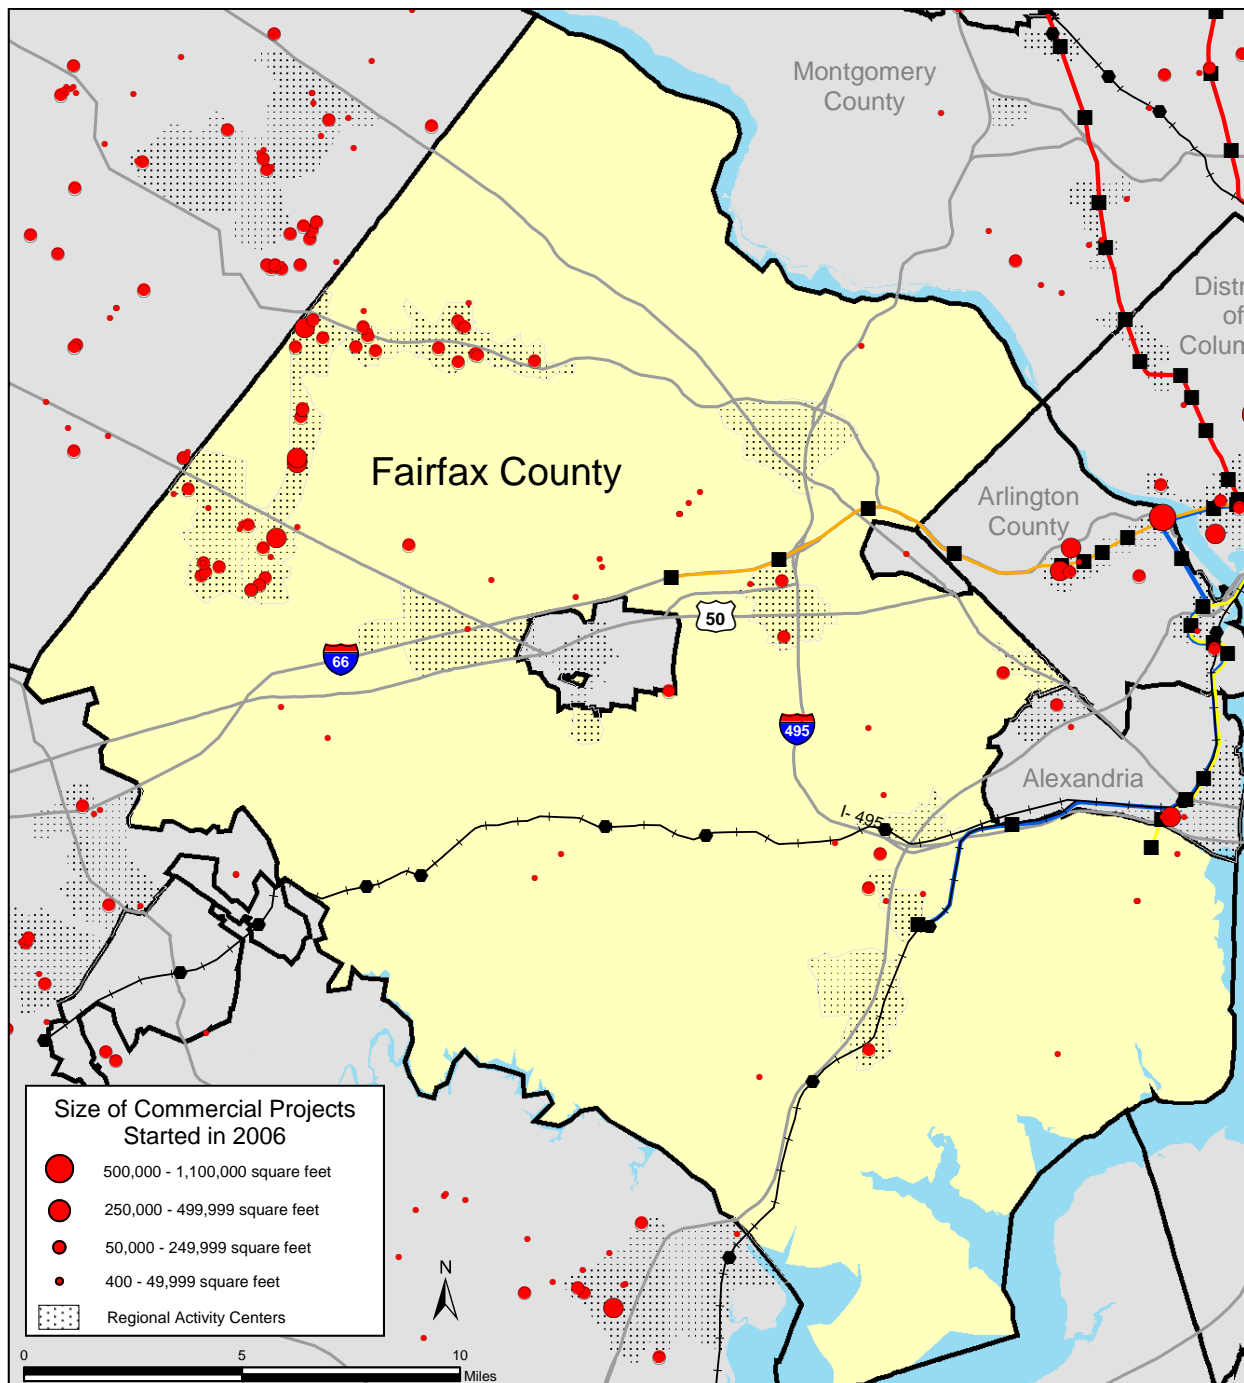 Montgomery
County
Distr
of
Colum
Fairfax County
Arlington
County
50
66
495
Alexandria
I- 495
Size of Commercial Projects
Started in 2006
500,000 - 1,100,000 square feet
250,000 - 499,999 square feet
50,000 - 249,999 square feet
400 - 49,999 square feet
Regional Activity Centers
N
0 5 10
Miles